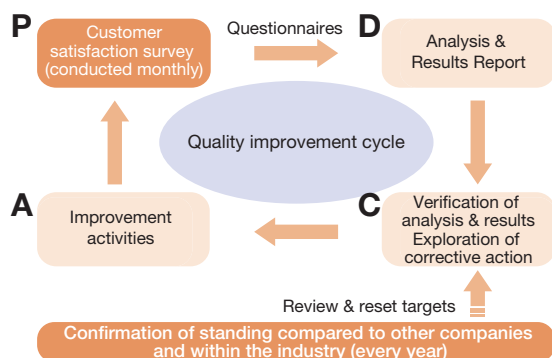 P
Customer
satisfaction survey
(conducted monthly)
Questionnaires
D
Analysis &
Results Report
Quality improvement cycle
A
Improvement
activities
C
Verification of
analysis & results
Exploration of
corrective action
Review & reset targets
Confirmation of standing compared to other companies
and within the industry (every year)